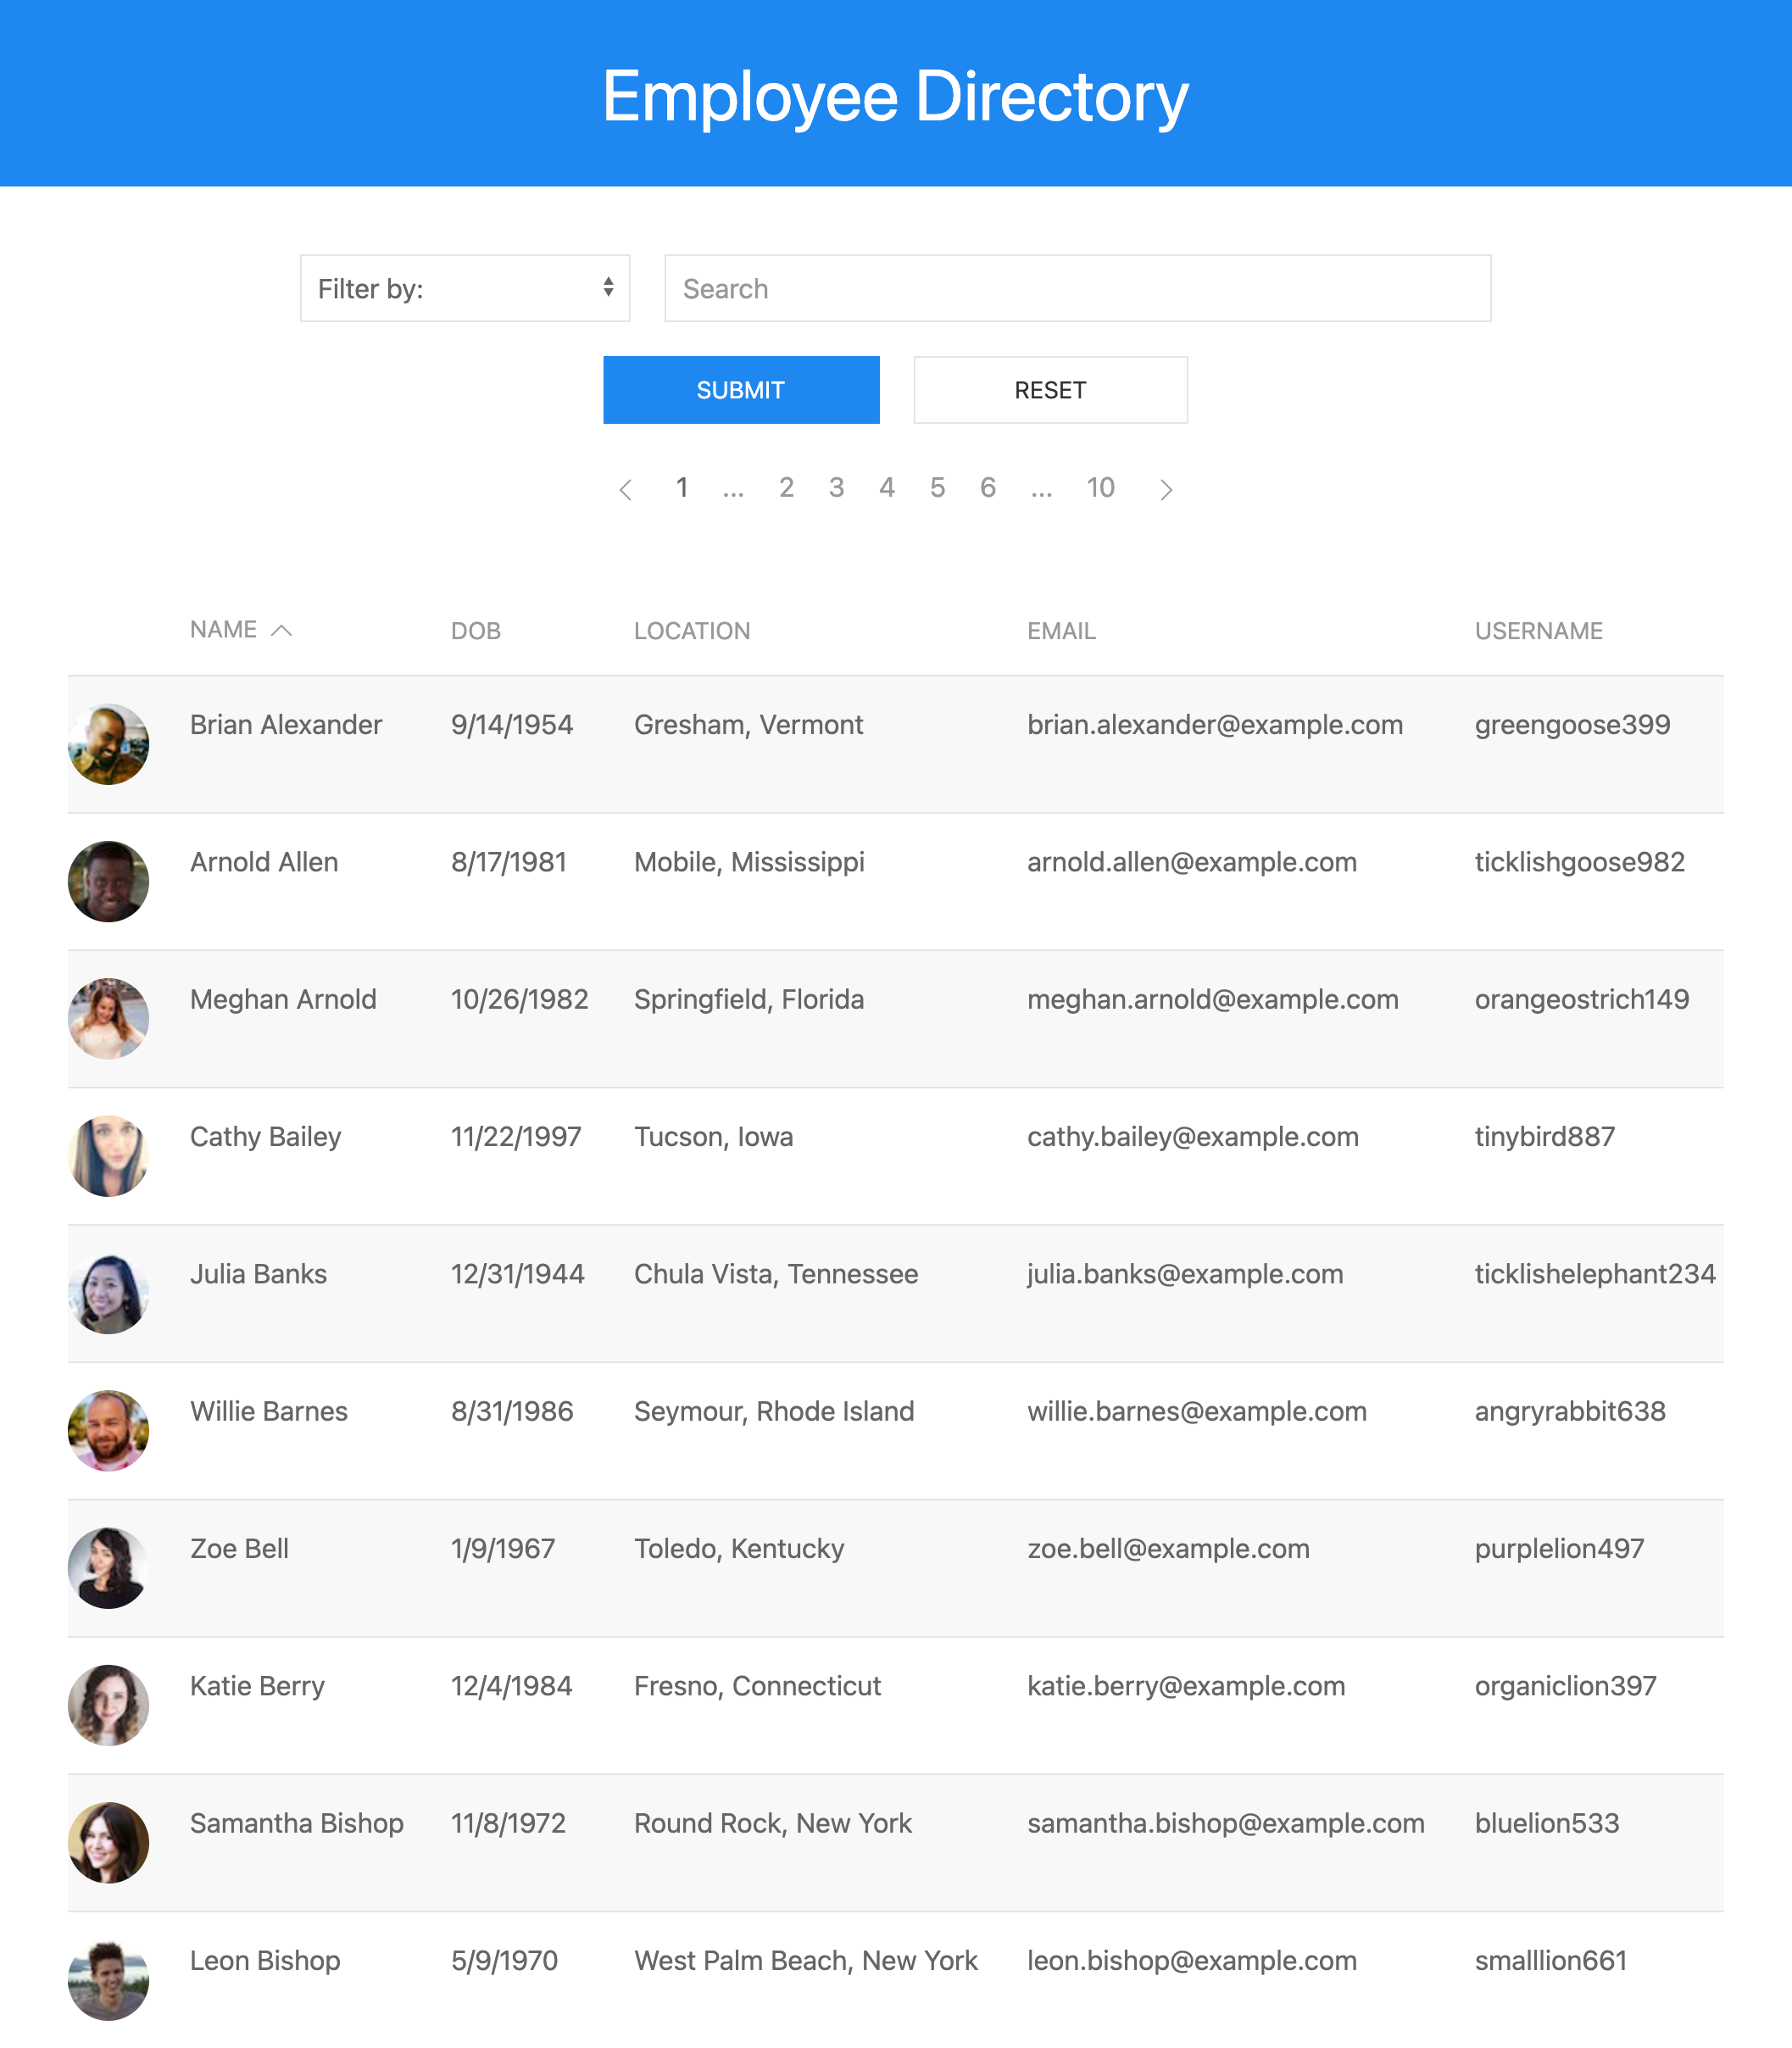 Employee Directory
Filter by: Search
SUBMIT RESET
1 ... 2 3 4 5 6 ... 10
NAME DOB LOCATION EMAIL USERNAME
Brian Alexander 9/14/1954 Gresham, Vermont brian.alexander@example.com greengoose399
Arnold Allen 8/17/1981 Mobile, Mississippi arnold.allen@example.com ticklishgoose982
Meghan Arnold 10/26/1982 Springfield, Florida meghan.arnold@example.com orangeostrich149
Cathy Bailey 11/22/1997 Tucson, Iowa cathy.bailey@example.com tinybird887
Julia Banks 12/31/1944 Chula Vista, Tennessee julia.banks@example.com ticklishelephant234
Willie Barnes 8/31/1986 Seymour, Rhode Island willie.barnes@example.com angryrabbit638
Zoe Bell 1/9/1967 Toledo, Kentucky zoe.bell@example.com purplelion497
Katie Berry 12/4/1984 Fresno, Connecticut katie.berry@example.com organiclion397
Samantha Bishop 11/8/1972 Round Rock, New York samantha.bishop@example.com bluelion533
Leon Bishop 5/9/1970 West Palm Beach, New York leon.bishop@example.com smalllion661